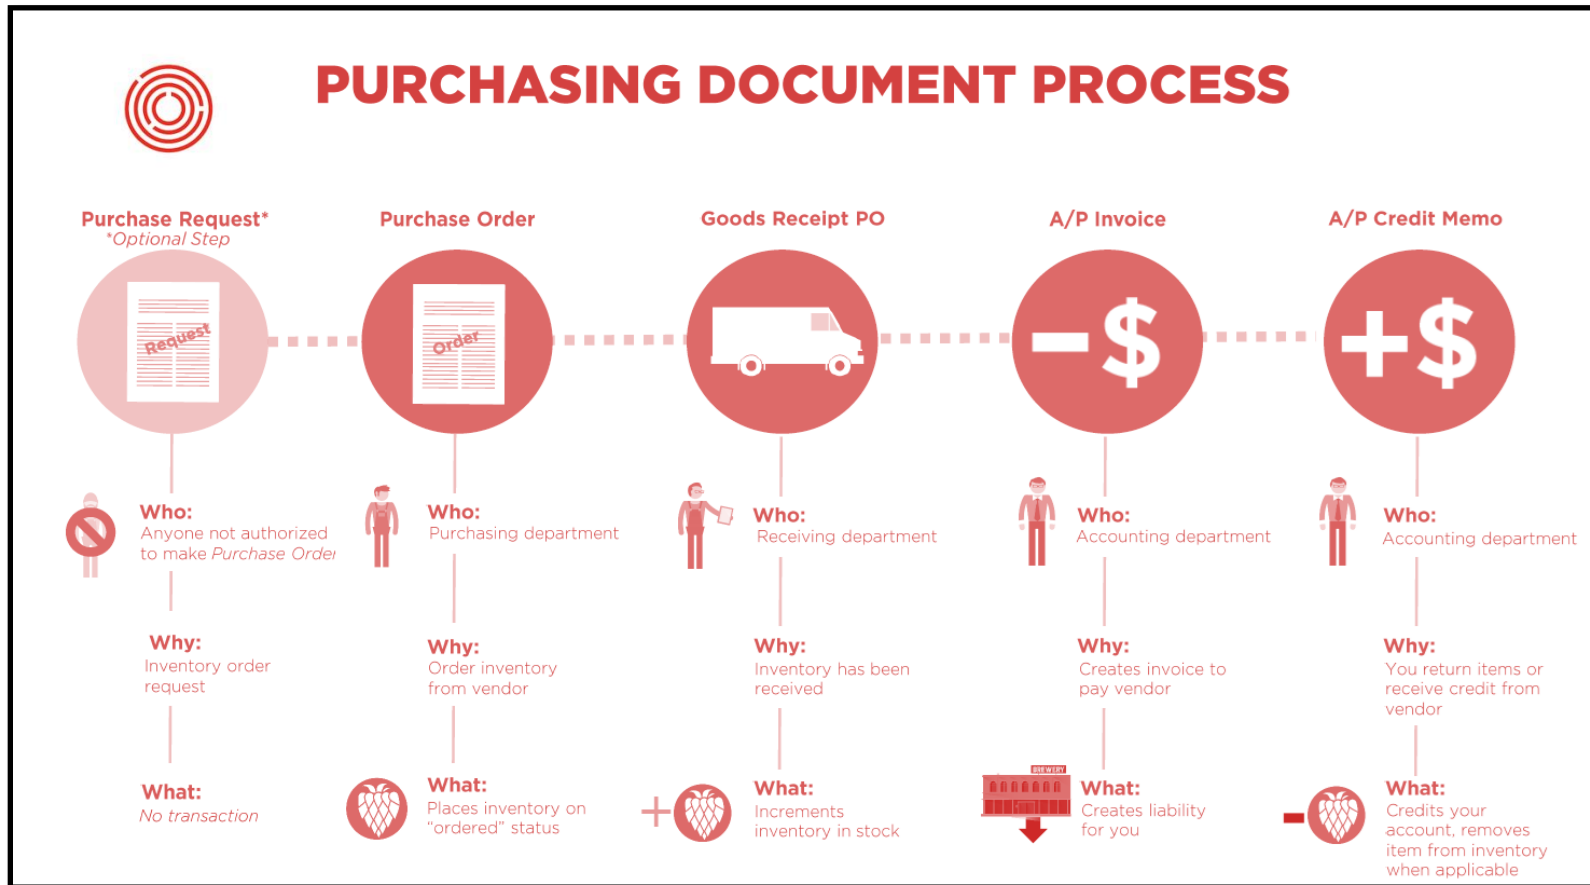 PURCHASING DOCUMENT PROCESS
Purchase Request*
*Optional Step
Request
Who:
Anyone not authorized
to make Purchase Order
Why:
Inventory order
request
What:
No transaction
Purchase Order
Order
Who:
Purchasing department
Why:
Order inventory
from vendor
What:
Places inventory on
“ordered” status
Goods Receipt PO
Who:
Receiving department
Why:
Inventory has been
received
What:
Increments
inventory in stock
A/P Invoice
-$
Who:
Accounting department
Why:
Creates invoice to
pay vendor
BREWERY
What:
Creates liability
for you
A/P Credit Memo
+$
Who:
Accounting department
Why:
You return items or
receive credit from
vendor
What:
Credits your
account, removes
item from inventory
when applicable